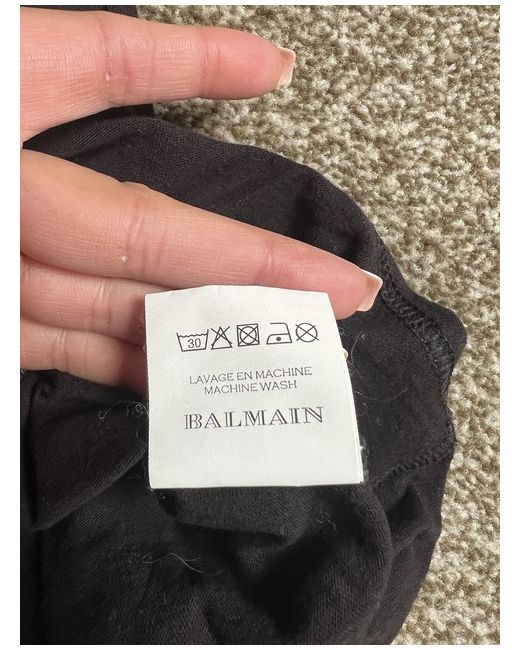 30
LAVAGE EN MACHINE
MACHINE WASH
BALMAIN